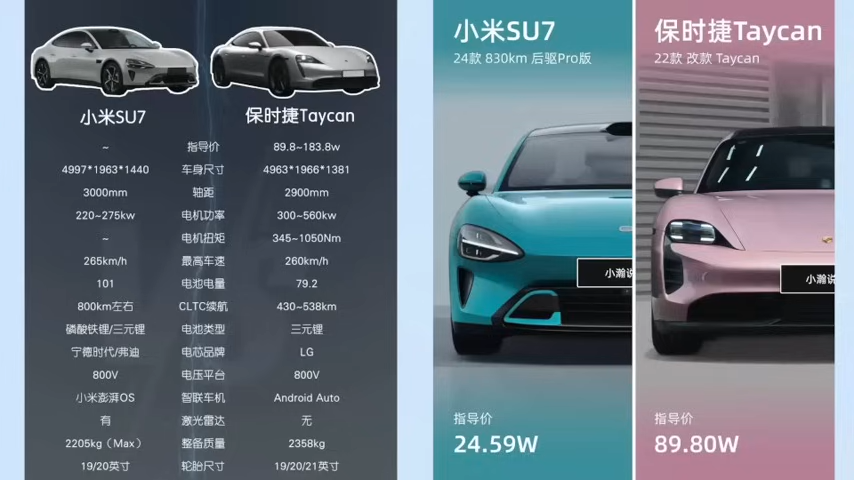 小米SU7 保时捷Taycan
~ 指导价 89.8~183.8w
4997*1963*1440 车身尺寸 4963*1966*1381
3000mm 轴距 2900mm
220~275kw 电机功率 300~560kw
~ 电机扭矩 345~1050Nm
265km/h 最高车速 260km/h
101 电池电量 79.2
800km左右 CLTC续航 430~538km
磷酸铁锂/三元锂 电池类型 三元锂
宁德时代/弗迪 电芯品牌 LG
800V 电压平台 800V
小米澎湃OS 智联车机 Android Auto
有 激光雷达 无
2205kg（Max） 整备质量 2358kg
19/20英寸 轮胎尺寸 19/20/21英寸
小米SU7
24款 830km 后驱Pro版
小瀚说
指导价
24.59W
保时捷Taycan
22款 改款 Taycan
小瀚说
指导价
89.80W